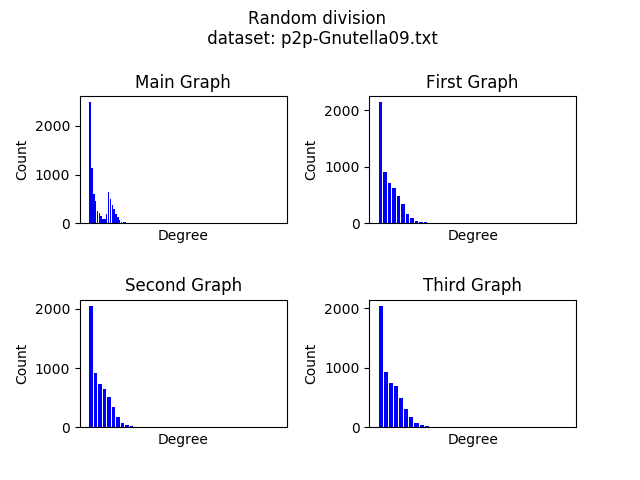 Random division
dataset: p2p-Gnutella09.txt
Main Graph
First Graph
2000
1000
0
Count
Degree
2000
1000
0
Count
Degree
Second Graph
Third Graph
2000
1000
0
Count
Degree
2000
1000
0
Count
Degree